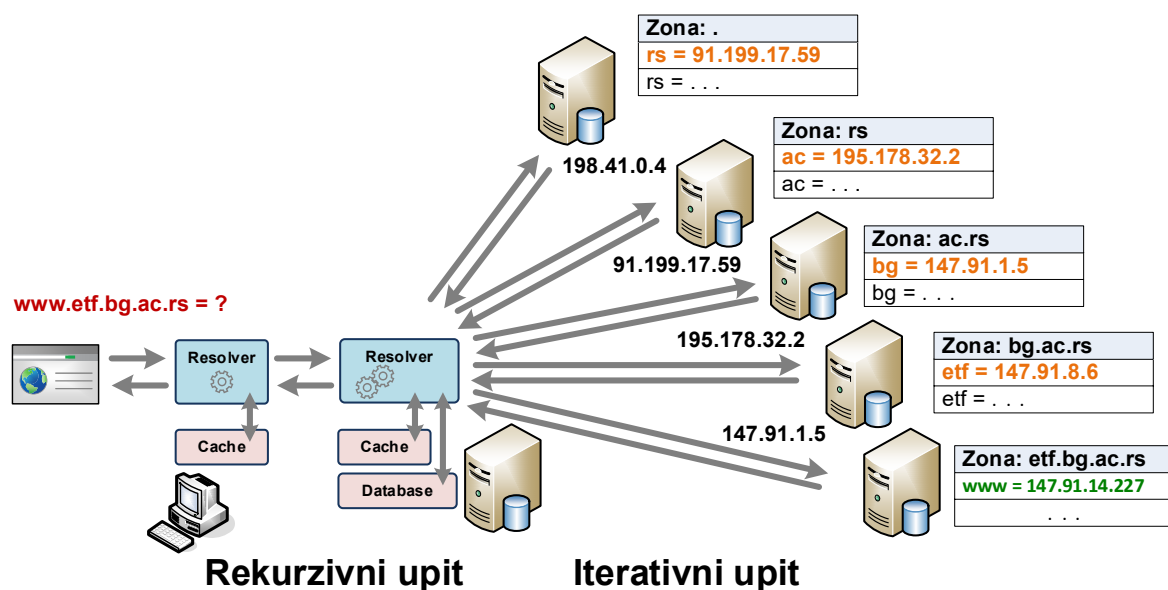 Zona: .
rs = 91.199.17.59
rs = . . .
198.41.0.4
Zona: rs
ac = 195.178.32.2
ac = . . .
91.199.17.59
Zona: ac.rs
bg = 147.91.1.5
bg = . . .
www.etf.bg.ac.rs = ?
195.178.32.2
Zona: bg.ac.rs
etf = 147.91.8.6
etf = . . .
Resolver
Resolver
Cache
Cache
Database
147.91.1.5
Zona: etf.bg.ac.rs
www = 147.91.14.227
. . .
Rekurzivni upit
Iterativni upit